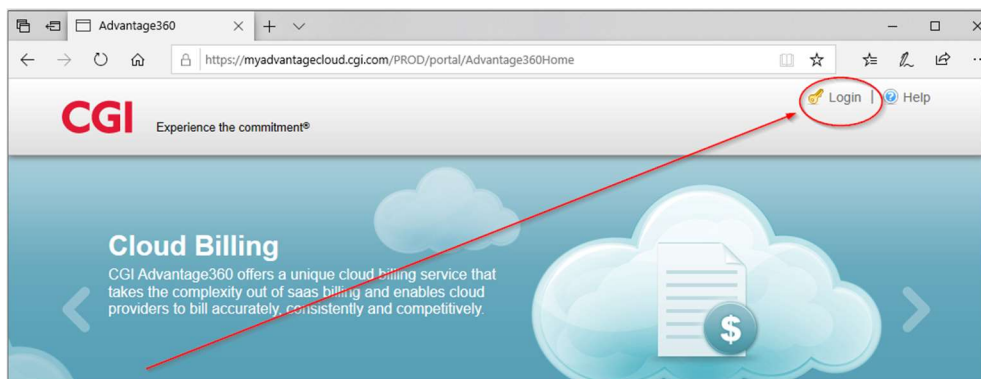 Advantage360
https://myadvantagecloud.cgi.com/PROD/portal/Advantage360Home
Login | Help
CGI Experience the commitment®
Cloud Billing
CGI Advantage360 offers a unique cloud billing service that
takes the complexity out of saas billing and enables cloud
providers to bill accurately, consistently and competitively.
$